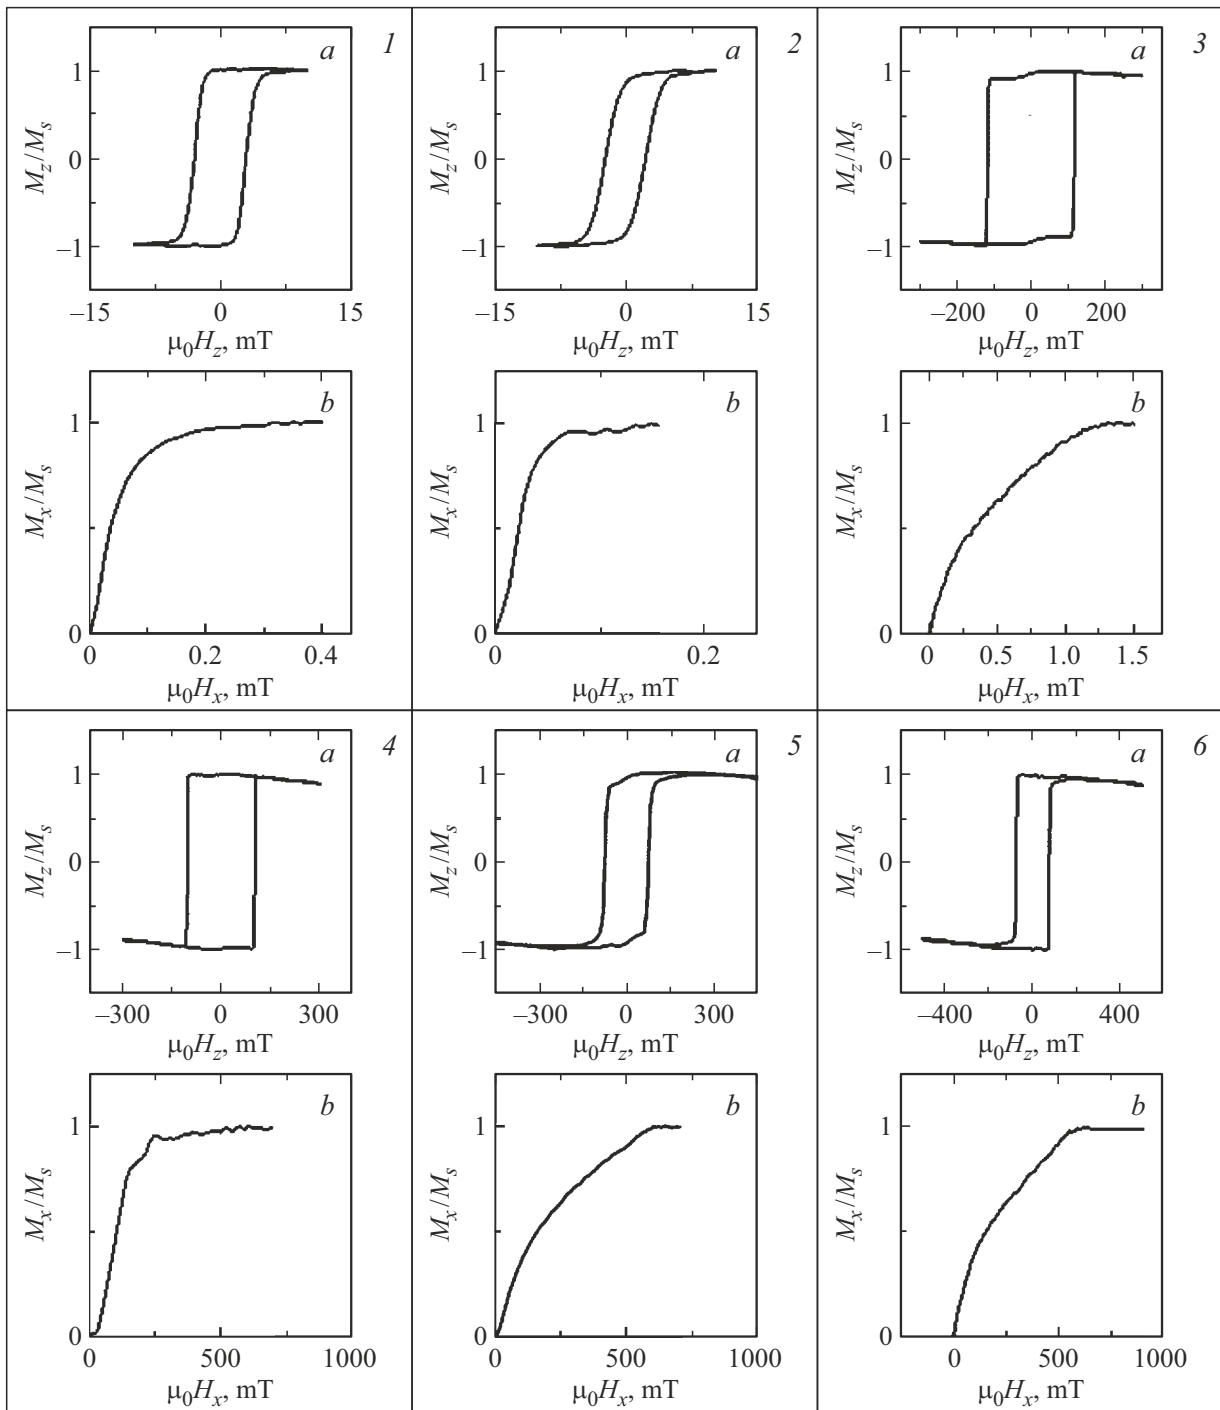 a 1
1
0
–1
M_z/M_s
–15 0 15
μ₀H_z, mT
b
1
0
M_x/M_s
0 0.2 0.4
μ₀H_x, mT
a 2
1
0
–1
M_z/M_s
–15 0 15
μ₀H_z, mT
b
1
0
M_x/M_s
0 0.2
μ₀H_x, mT
a 3
1
0
–1
M_z/M_s
–200 0 200
μ₀H_z, mT
b
1
0
M_x/M_s
0 0.5 1.0 1.5
μ₀H_x, mT
a 4
1
0
–1
M_z/M_s
–300 0 300
μ₀H_z, mT
b
1
0
M_x/M_s
0 500 1000
μ₀H_x, mT
a 5
1
0
–1
M_z/M_s
–300 0 300
μ₀H_z, mT
b
1
0
M_x/M_s
0 500 1000
μ₀H_x, mT
a 6
1
0
–1
M_z/M_s
–400 0 400
μ₀H_z, mT
b
1
0
M_x/M_s
0 500 1000
μ₀H_x, mT